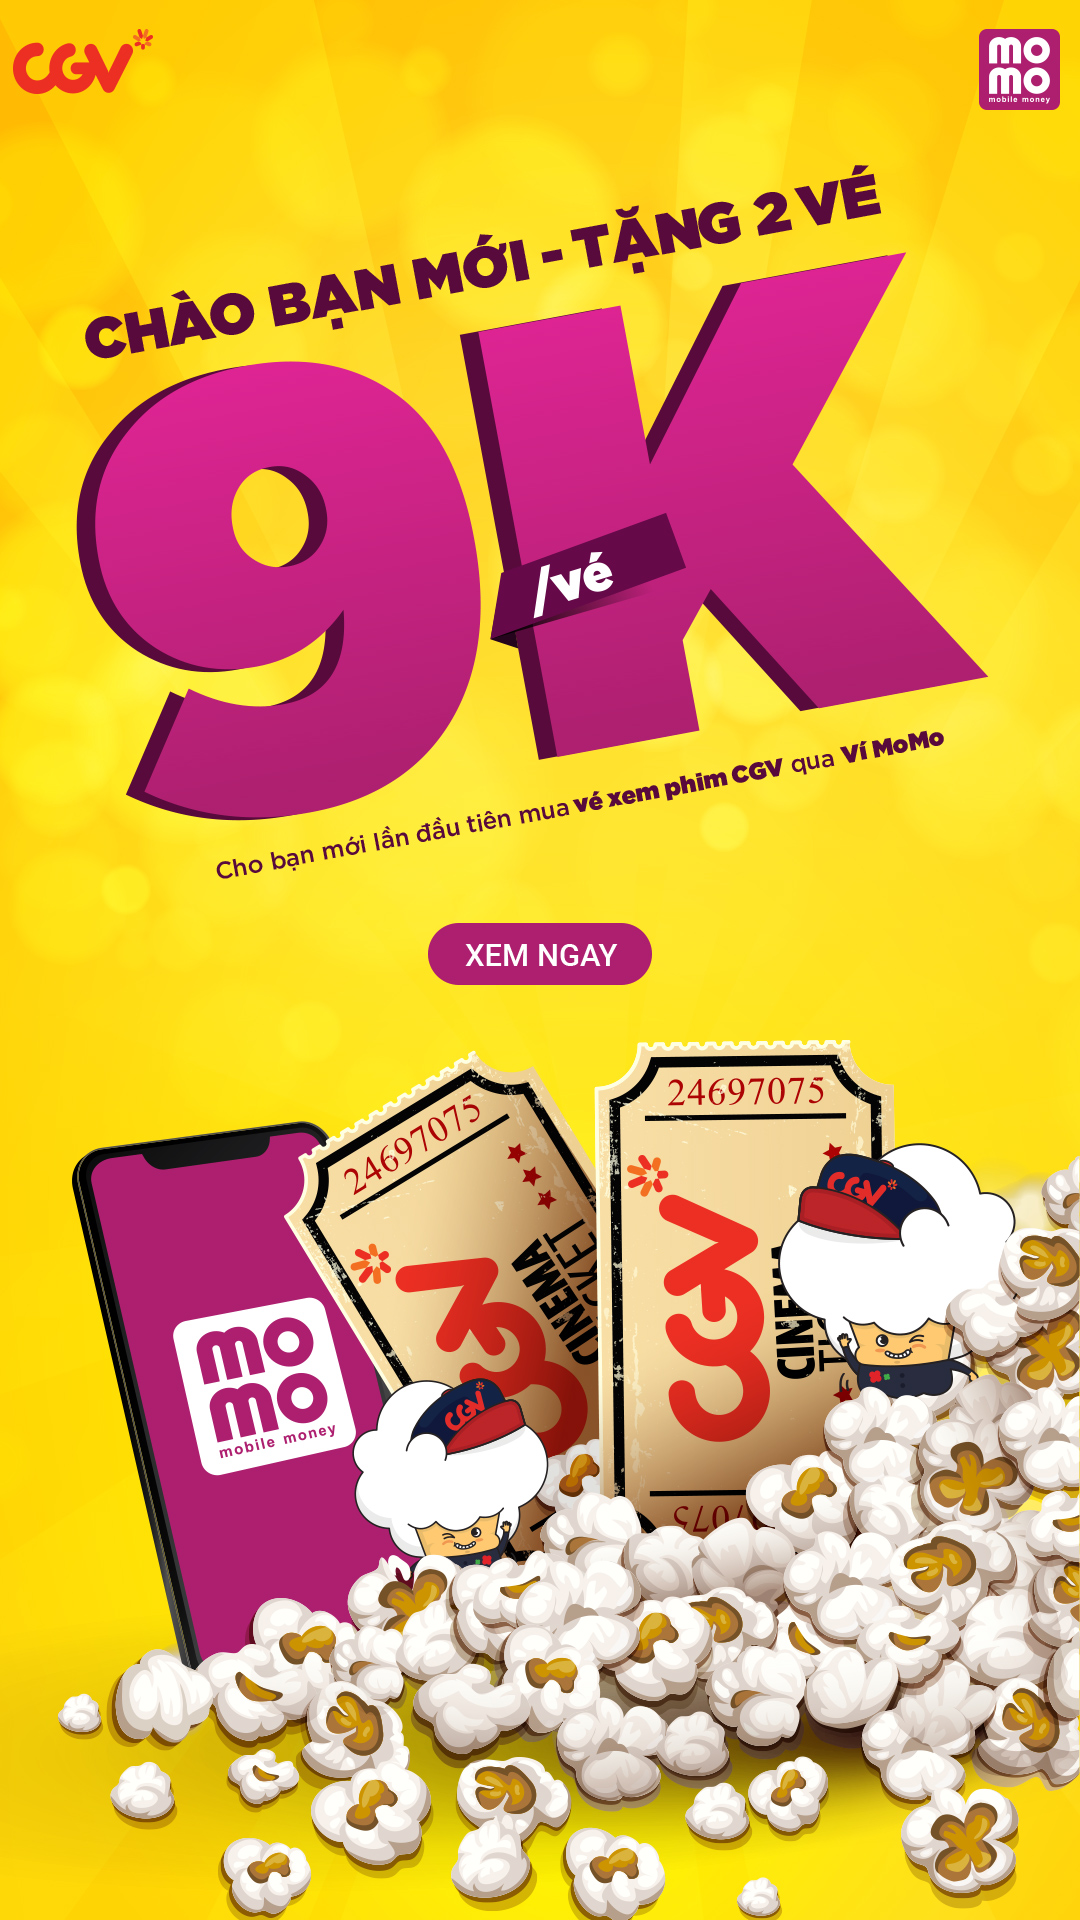 CGV
mo
mo
mobile money
CHÀO BẠN MỚI - TẶNG 2 VÉ
9K
/vé
Cho bạn mới lần đầu tiên mua vé xem phim CGV qua Ví MoMo
XEM NGAY
24697075
CGV
CINEMA
24697075
CGV
CINEMA
CGV
CGV
mo
mo
mobile money